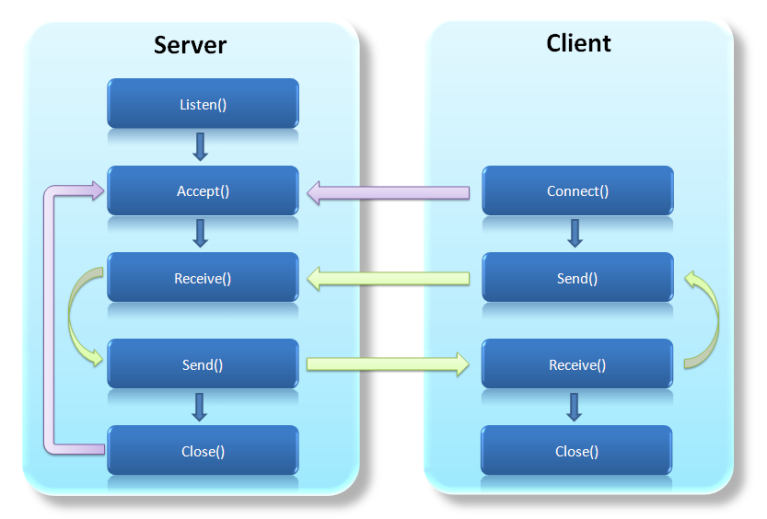 Server
Client
Listen()
Accept()
Connect()
Receive()
Send()
Send()
Receive()
Close()
Close()